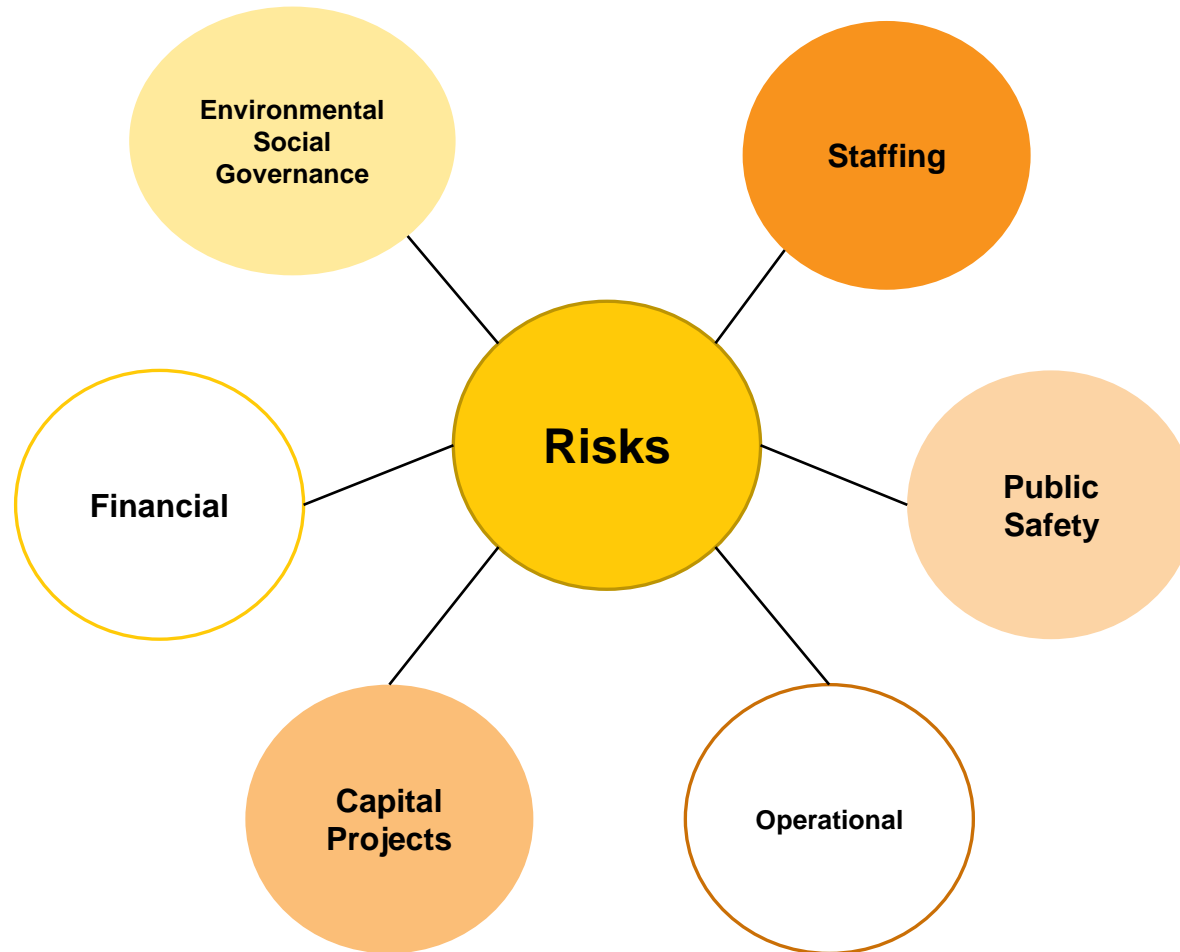 Environmental
Social
Governance
Staffing
Risks
Financial
Public
Safety
Capital
Projects
Operational